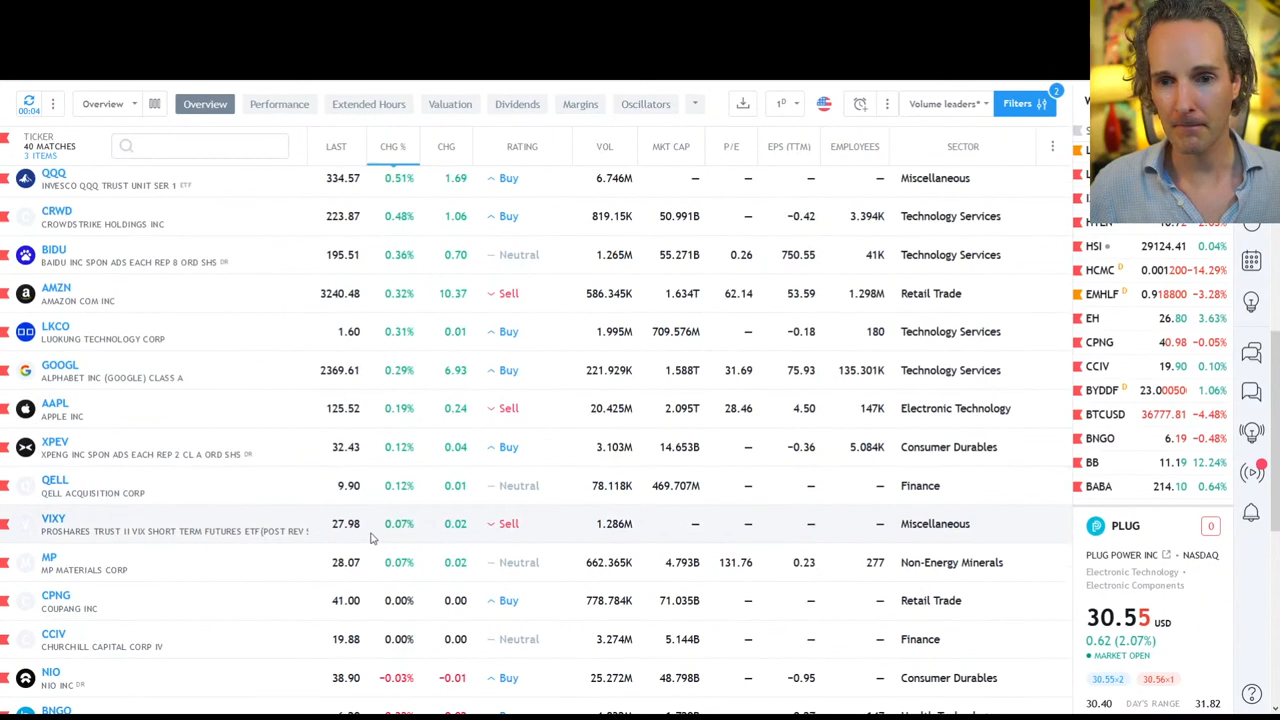 2
00:04 Overview Overview Performance Extended Hours Valuation Dividends Margins Oscillators 1D Volume leaders* Filters
TICKER
40 MATCHES
3 ITEMS
LAST CHG % CHG RATING VOL MKT CAP P/E EPS (TTM) EMPLOYEES SECTOR
QQQ 334.57 0.51% 1.69 Buy 6.746M — — — — Miscellaneous
INVESCO QQQ TRUST UNIT SER 1 ETF
CRWD 223.87 0.48% 1.06 Buy 819.15K 50.991B — −0.42 3.394K Technology Services
CROWDSTRIKE HOLDINGS INC
BIDU 195.51 0.36% 0.70 Neutral 1.265M 55.271B 0.26 750.55 41K Technology Services
BAIDU INC SPON ADS EACH REP 8 ORD SHS DR
AMZN 3240.48 0.32% 10.37 Sell 586.345K 1.634T 62.14 53.59 1.298M Retail Trade
AMAZON COM INC
LKCO 1.60 0.31% 0.01 Buy 1.995M 709.576M — −0.18 180 Technology Services
LUOKUNG TECHNOLOGY CORP
GOOGL 2369.61 0.29% 6.93 Buy 221.929K 1.588T 31.69 75.93 135.301K Technology Services
ALPHABET INC (GOOGLE) CLASS A
AAPL 125.52 0.19% 0.24 Sell 20.425M 2.095T 28.46 4.50 147K Electronic Technology
APPLE INC
XPEV 32.43 0.12% 0.04 Buy 3.103M 14.653B — −0.36 5.084K Consumer Durables
XPENG INC SPON ADS EACH REP 2 CL A ORD SHS DR
QELL 9.90 0.12% 0.01 Neutral 78.118K 469.707M — — — Finance
QELL ACQUISITION CORP
VIXY 27.98 0.07% 0.02 Sell 1.286M — — — — Miscellaneous
PROSHARES TRUST II VIX SHORT TERM FUTURES ETF(POST REV S
MP 28.07 0.07% 0.02 Neutral 662.365K 4.793B 131.76 0.23 277 Non-Energy Minerals
MP MATERIALS CORP
CPNG 41.00 0.00% 0.00 Buy 778.784K 71.035B — — — Retail Trade
COUPANG INC
CCIV 19.88 0.00% 0.00 Neutral 3.274M 5.144B — — — Finance
CHURCHILL CAPITAL CORP IV
NIO 38.90 −0.03% −0.01 Buy 25.272M 48.798B — −0.95 — Consumer Durables
NIO INC DR
BNGO
HSI 29124.41 0.04%
HCMC D 0.001200 −14.29%
EMHLF D 0.918800 −3.28%
EH 26.80 3.63%
CPNG 40.98 −0.05%
CCIV 19.90 0.10%
BYDDF D 23.00050 1.06%
BTCUSD 36777.81 −4.48%
BNGO 6.19 −0.48%
BB 11.19 12.24%
BABA 214.10 0.64%
PLUG 0
PLUG POWER INC • NASDAQ
Electronic Technology •
Electronic Components
30.55 USD
0.62 (2.07%)
MARKET OPEN
30.55×2 30.56×1
30.40 DAY'S RANGE 31.82